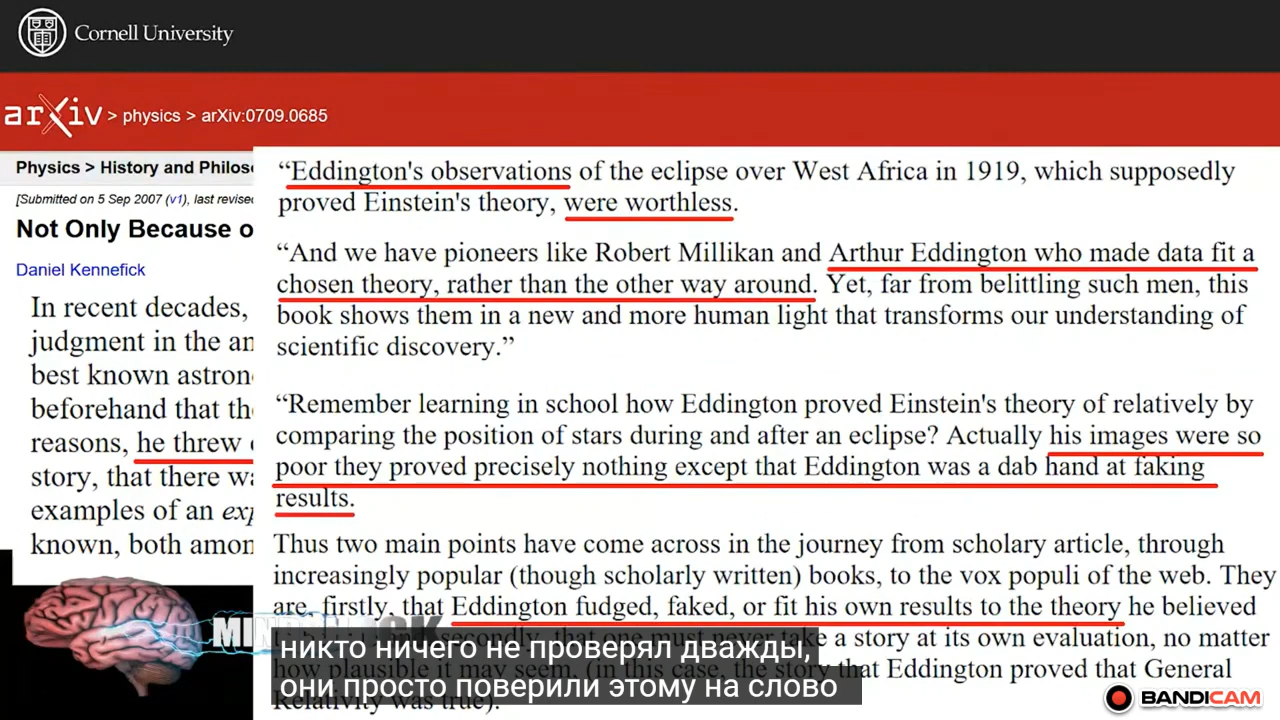 Cornell University
arXiv > physics > arXiv:0709.0685
Physics > History and Philos
[Submitted on 5 Sep 2007 (v1), last revised
Not Only Because o
Daniel Kennefick
In recent decades,
judgment in the an
best known astron
beforehand that the
reasons, he threw
story, that there wa
examples of an exp
known, both amon
“Eddington's observations of the eclipse over West Africa in 1919, which supposedly
proved Einstein's theory, were worthless.
“And we have pioneers like Robert Millikan and Arthur Eddington who made data fit a
chosen theory, rather than the other way around. Yet, far from belittling such men, this
book shows them in a new and more human light that transforms our understanding of
scientific discovery.”
“Remember learning in school how Eddington proved Einstein's theory of relatively by
comparing the position of stars during and after an eclipse? Actually his images were so
poor they proved precisely nothing except that Eddington was a dab hand at faking
results.
Thus two main points have come across in the journey from scholary article, through
increasingly popular (though scholarly written) books, to the vox populi of the web. They
are, firstly, that Eddington fudged, faked, or fit his own results to the theory he believed
secondly, that one must never take a story at its own evaluation, no matter
how plausible it may seem, (in this case, the story that Eddington proved that General
Relativity was true).
никто ничего не проверял дважды,
они просто поверили этому на слово
BANDICAM